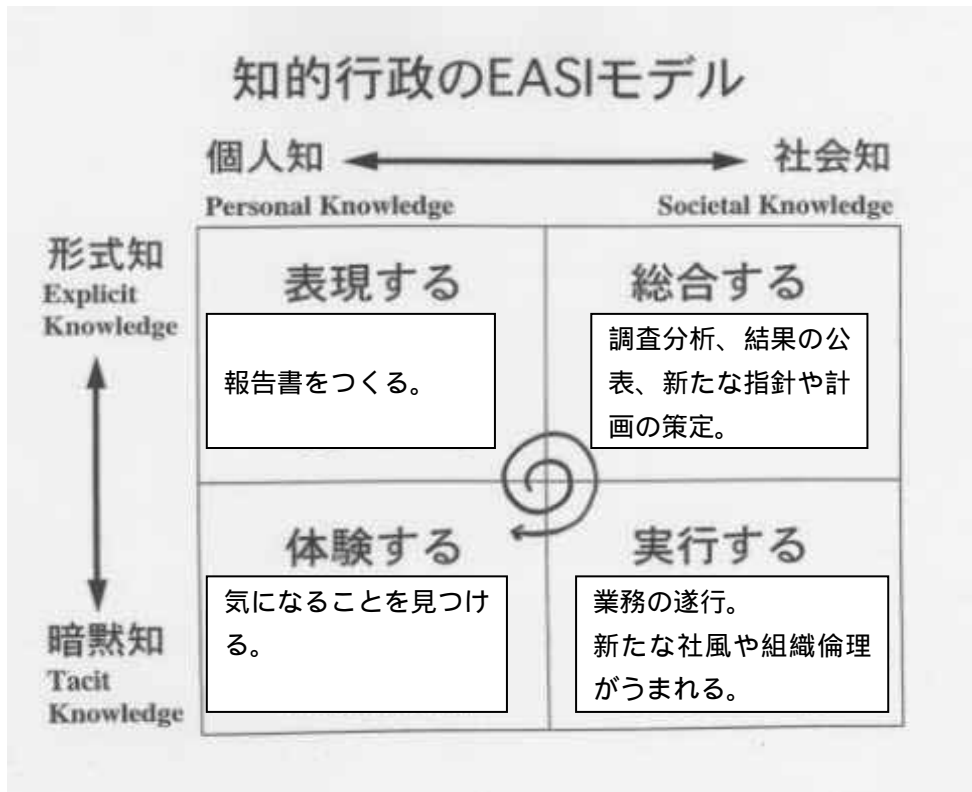 知的行政のEASIモデル
個人知
社会知
Personal Knowledge
Societal Knowledge
形式知
Explicit
Knowledge
表現する
報告書をつくる。
総合する
調査分析、結果の公
表、新たな指針や計
画の策定。
暗黙知
Tacit
Knowledge
体験する
気になることを見つけ
る。
実行する
業務の遂行。
新たな社風や組織倫理
がうまれる。